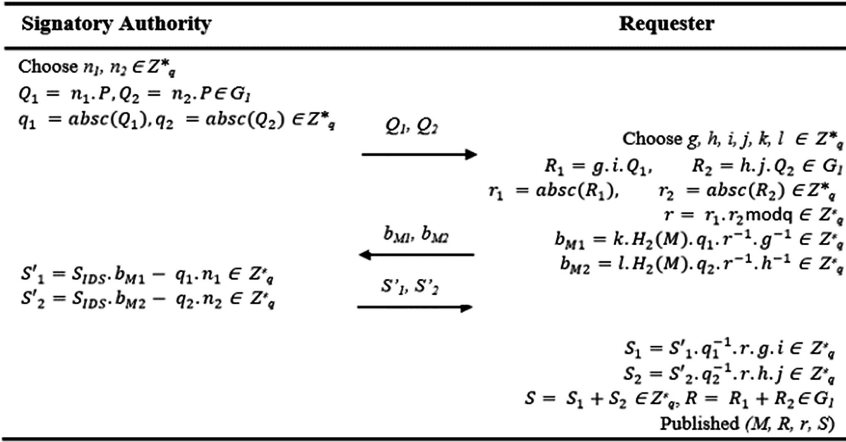 Signatory Authority Requester
Choose n₁, n₂ ∈ Z*q
Q₁ = n₁.P, Q₂ = n₂.P∈G₁
q₁ = absc(Q₁), q₂ = absc(Q₂) ∈Z*q
Q₁, Q₂
Choose g, h, i, j, k, l ∈ Z*q
R₁ = g.i.Q₁, R₂ = h.j.Q₂ ∈ G₁
r₁ = absc(R₁), r₂ = absc(R₂) ∈Z*q
r = r₁.r₂modq ∈ Z*q
bM1, bM2
bM1 = k.H₂(M).q₁.r⁻¹.g⁻¹ ∈ Z*q
bM2 = l.H₂(M).q₂.r⁻¹.h⁻¹ ∈ Z*q
S'₁ = SIDS.bM1 − q₁.n₁ ∈ Z*q
S'₂ = SIDS.bM2 − q₂.n₂ ∈ Z*q
S'₁, S'₂
S₁ = S'₁.q₁⁻¹.r.g.i ∈ Z*q
S₂ = S'₂.q₂⁻¹.r.h.j ∈ Z*q
S = S₁ + S₂ ∈Z*q, R = R₁ + R₂∈G₁
Published (M, R, r, S)